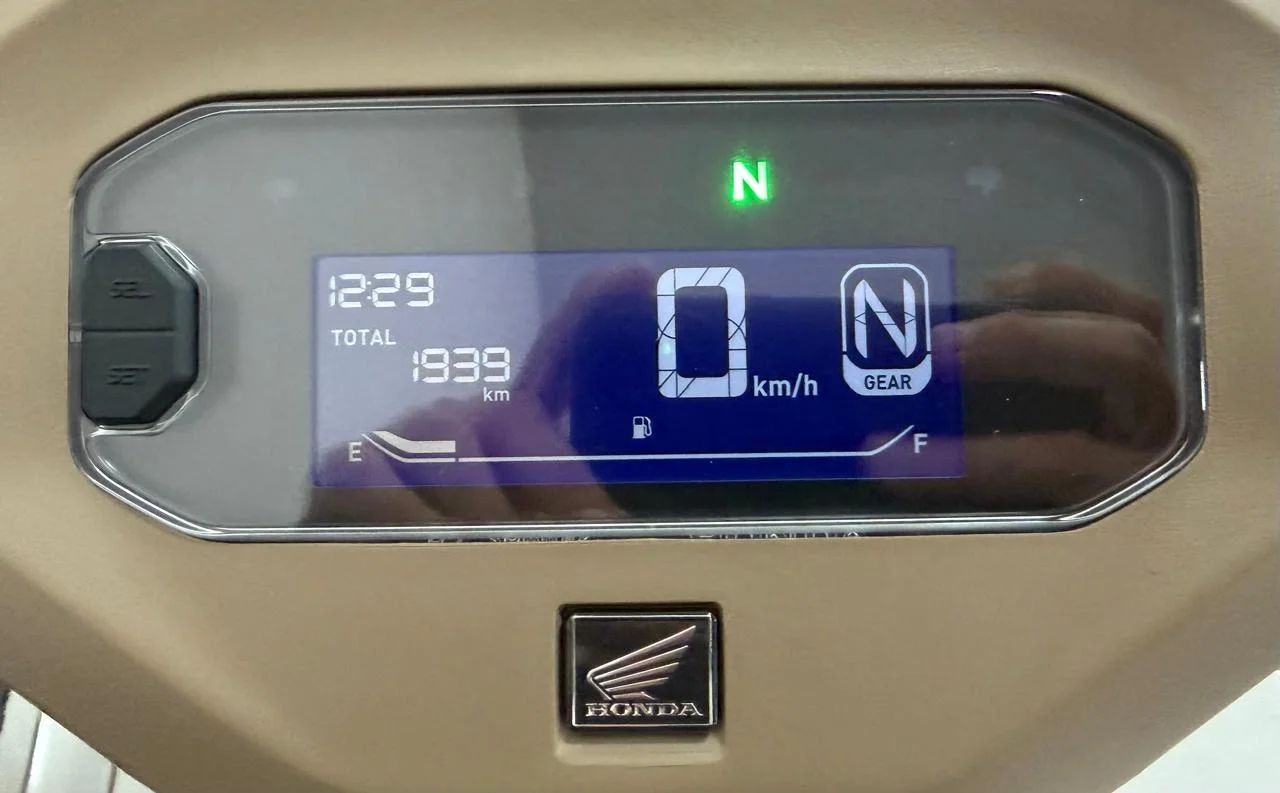 N
12:29
TOTAL
1939
km
0 km/h
N
GEAR
E F
SEL
SET
HONDA